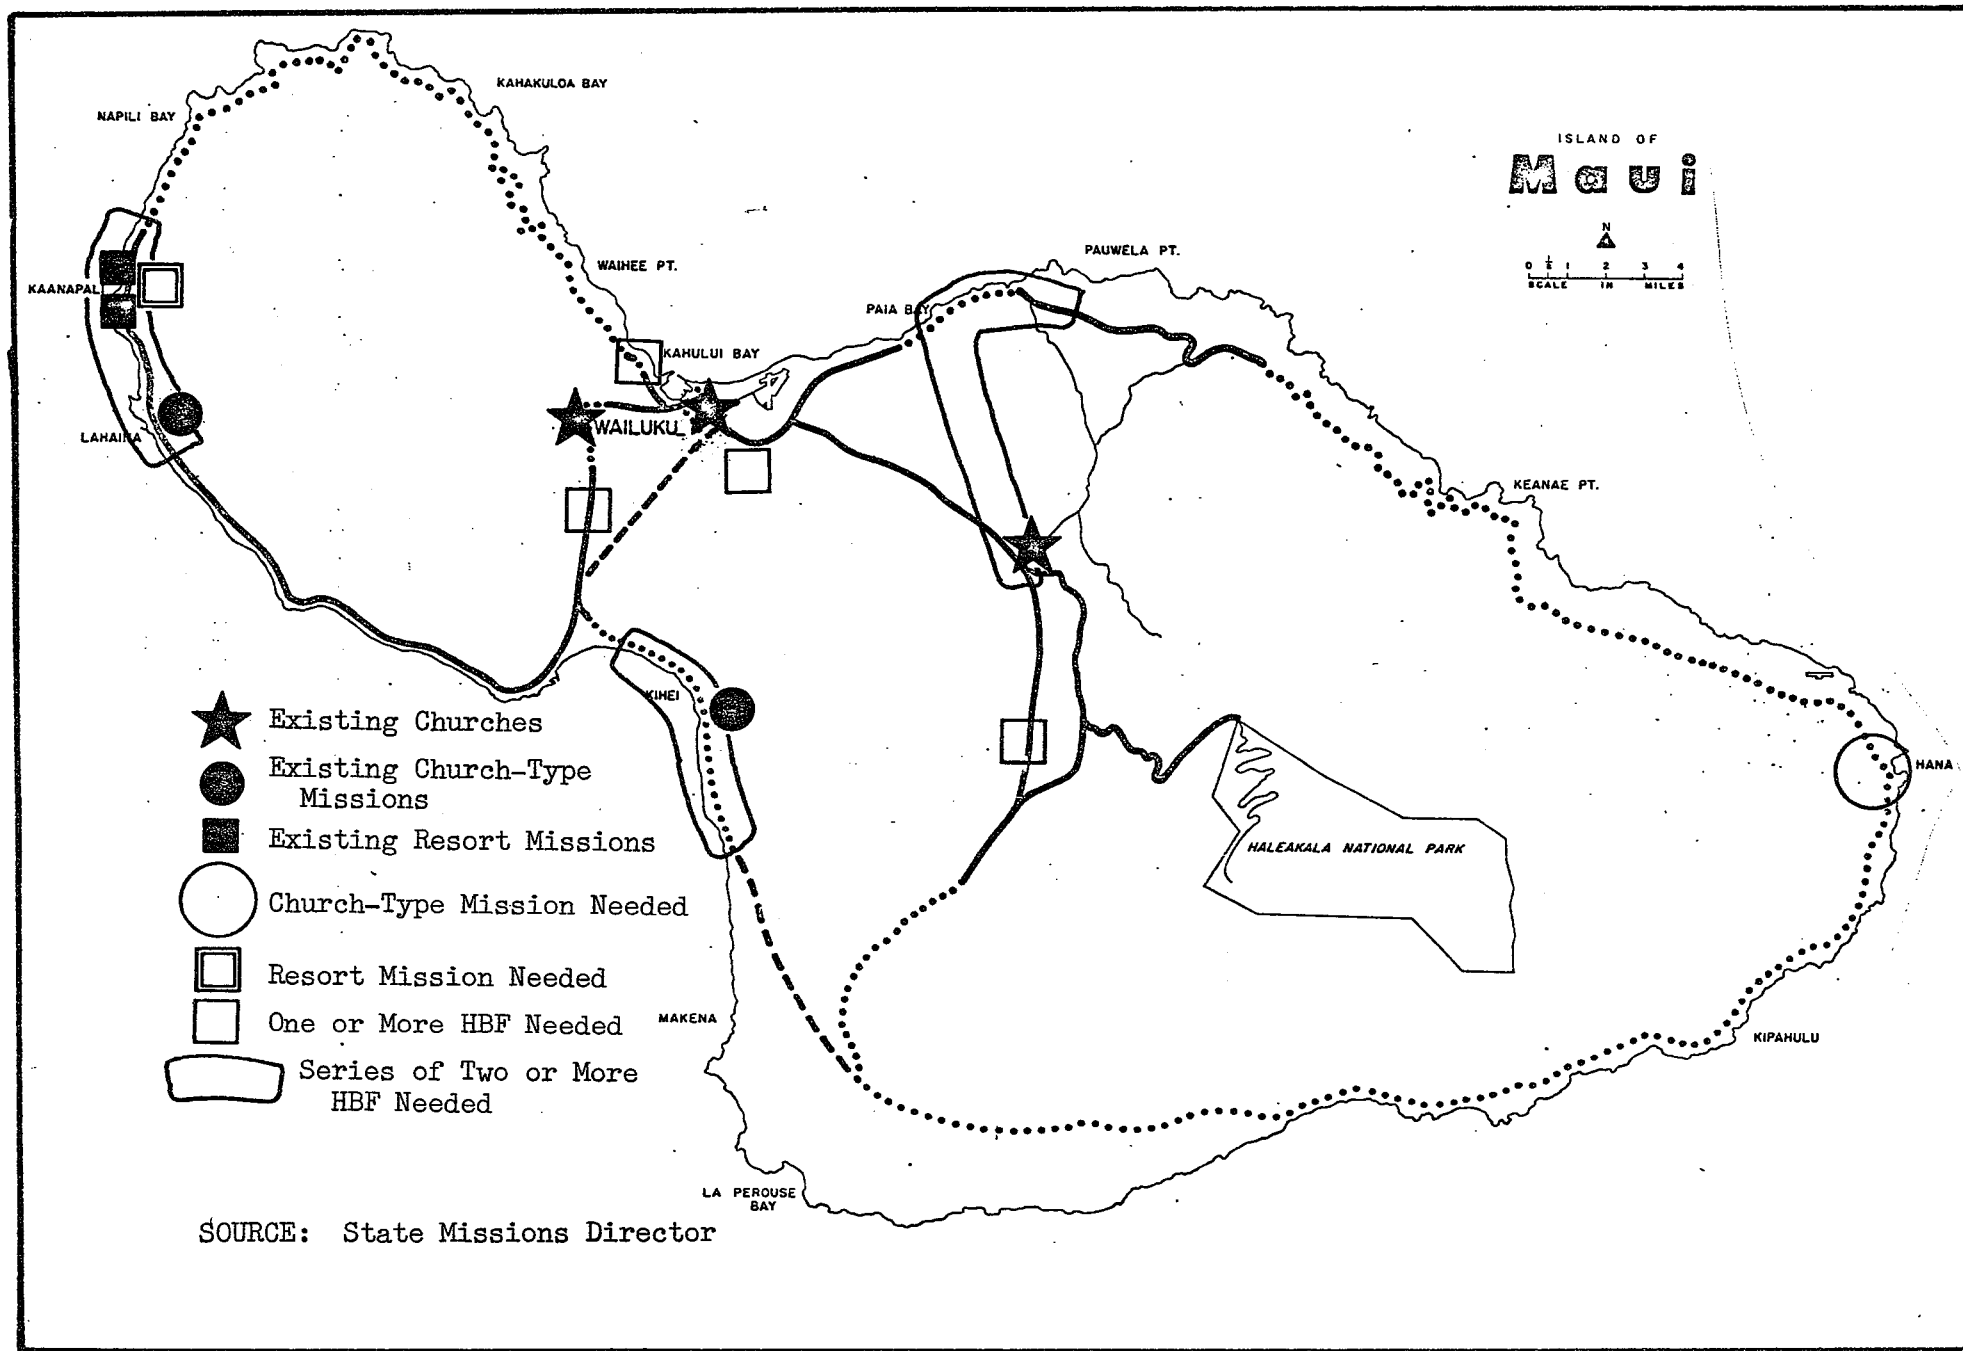 KAHAKULOA BAY
NAPILI BAY
ISLAND OF
Maui
N
0 ½ 1 2 3 4
SCALE IN MILES
WAIHEE PT.
PAUWELA PT.
KAANAPALI
PAIA BAY
KAHULUI BAY
LAHAINA
WAILUKU
KEANAE PT.
KIHEI
HANA
HALEAKALA NATIONAL PARK
MAKENA
KIPAHULU
LA PEROUSE
BAY
Existing Churches
Existing Church-Type
Missions
Existing Resort Missions
Church-Type Mission Needed
Resort Mission Needed
One or More HBF Needed
Series of Two or More
HBF Needed
SOURCE: State Missions Director